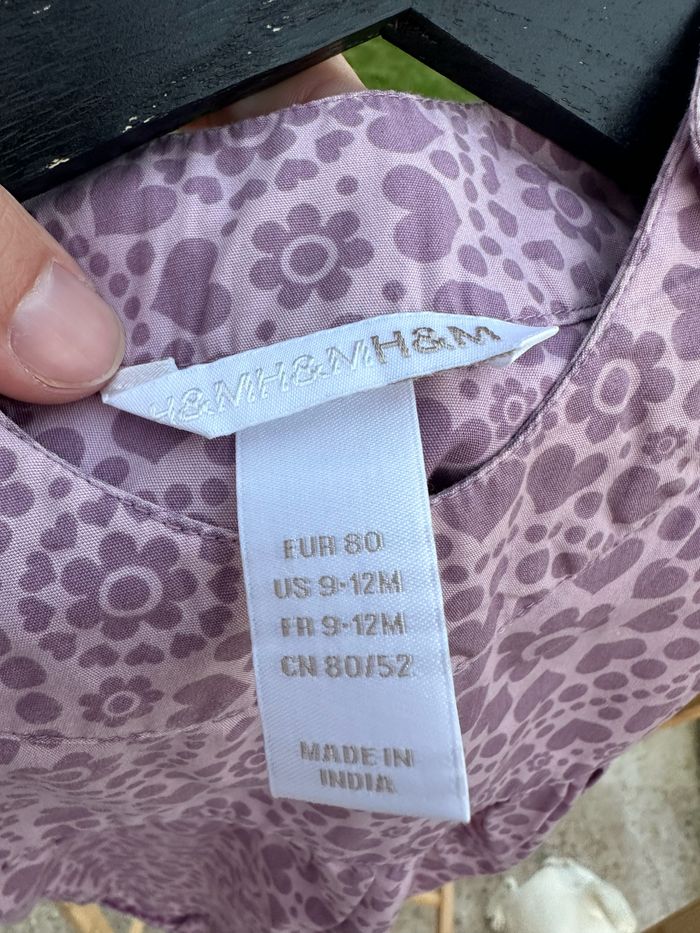 H&MH&MH&M
EUR 80
US 9-12M
FR 9-12M
CN 80/52
MADE IN
INDIA